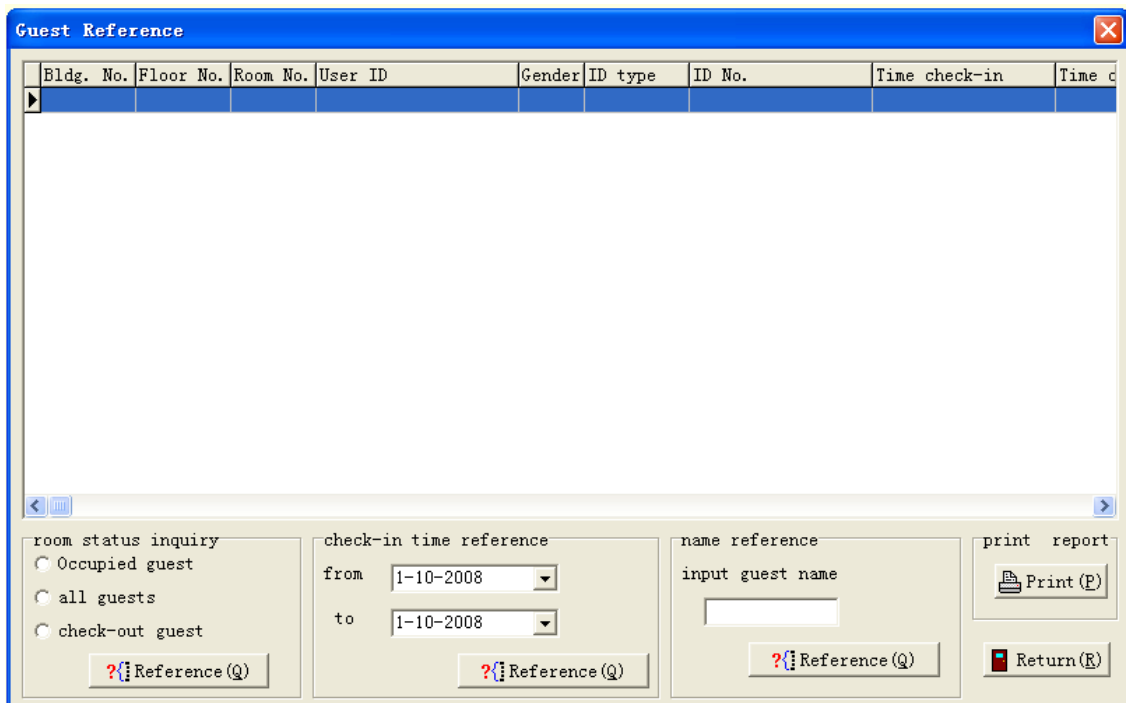 Guest Reference
Bldg. No. Floor No. Room No. User ID Gender ID type ID No. Time check-in Time c
room status inquiry check-in time reference name reference print report
Occupied guest from 1-10-2008 input guest name Print(P)
all guests
to 1-10-2008
check-out guest
?{ Reference(Q) ?{ Reference(Q) ?{ Reference(Q) Return(R)